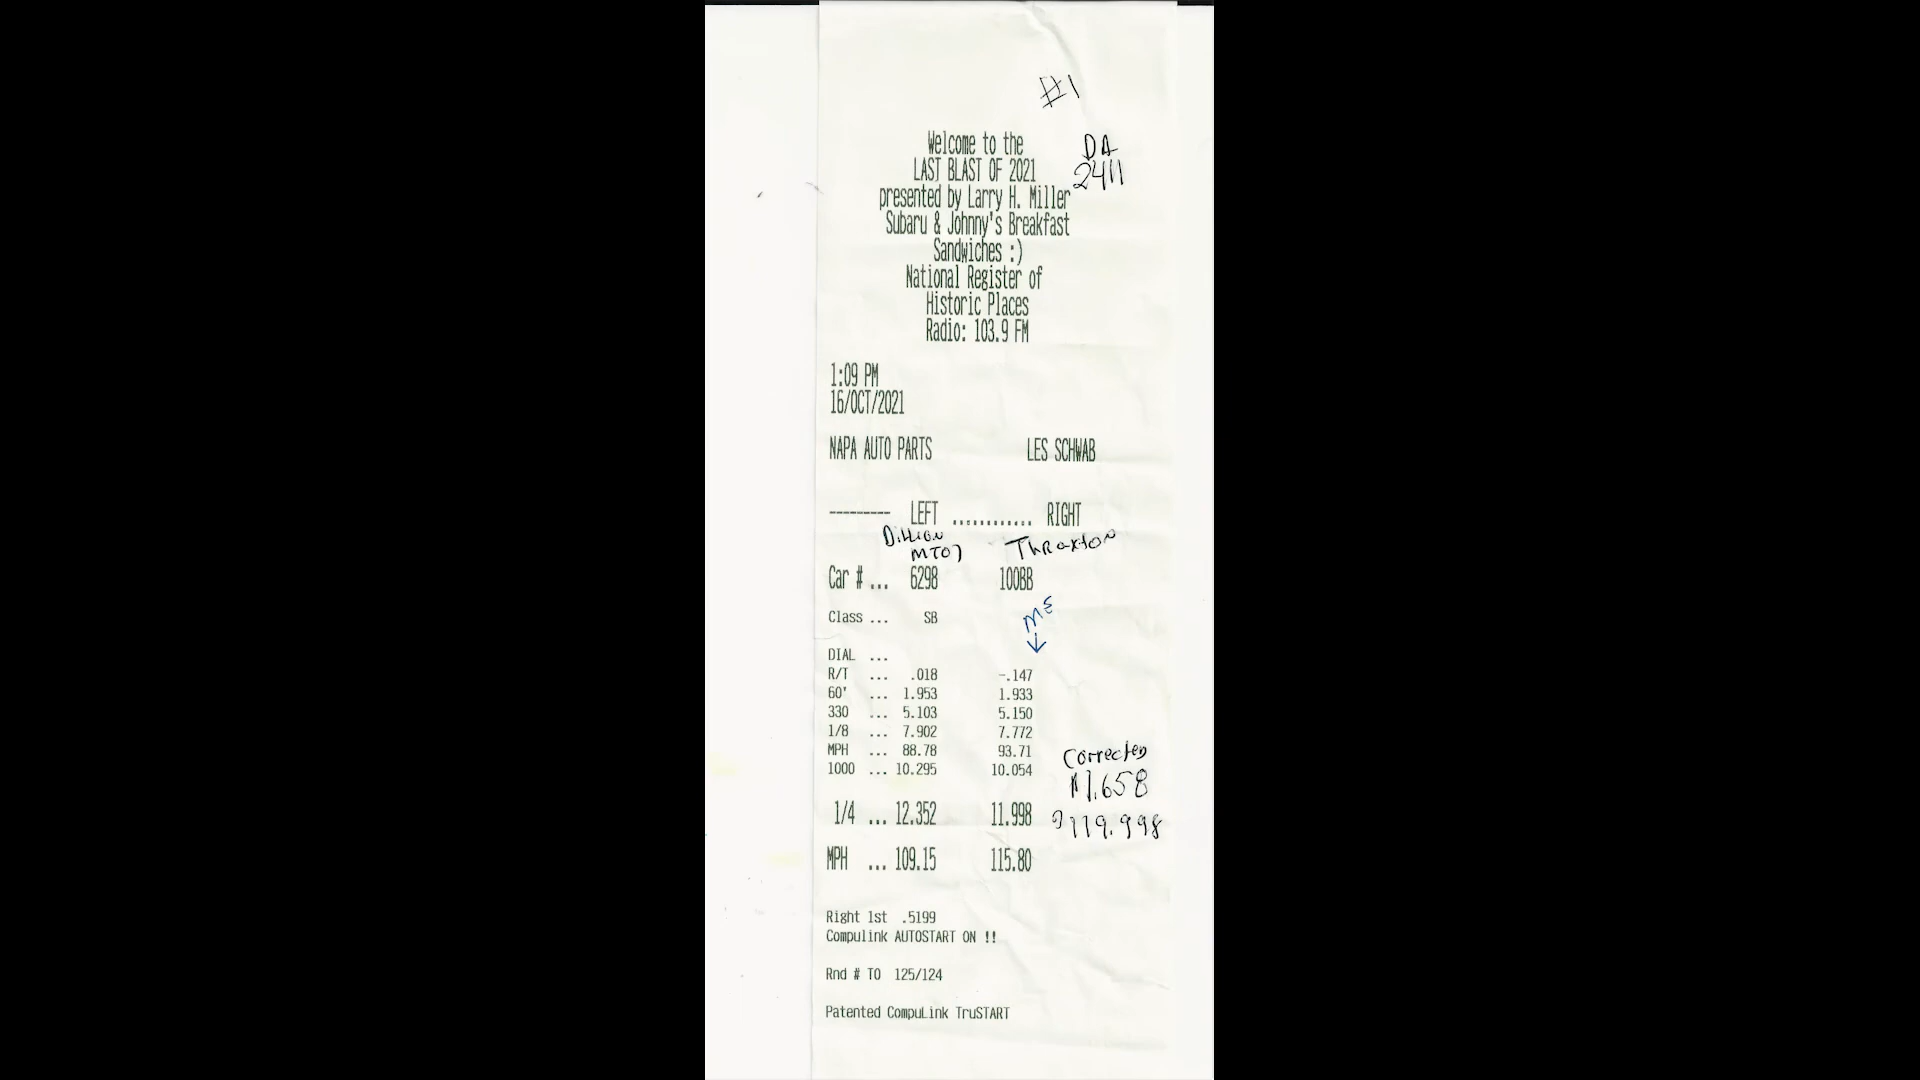 #1
Welcome to the
DA
LAST BLAST OF 2021
2411
presented by Larry H. Miller
Subaru & Johnny's Breakfast
Sandwiches :)
National Register of
Historic Places
Radio: 103.9 FM
1:09 PM
16/OCT/2021
NAPA AUTO PARTS LES SCHWAB
--------- LEFT ............ RIGHT
Thraxton
Car # ... 6298 100BB
Class ... SB
ME
DIAL ...
R/T ... .018 -.147
60' ... 1.953 1.933
330 ... 5.103 5.150
1/8 ... 7.902 7.772
MPH ... 88.78 93.71
1000 ... 10.295 10.054
Corrected
11.658
1/4 ... 12.352 11.998
119.998
MPH ... 109.15 115.80
Right 1st .5199
Compulink AUTOSTART ON !!
Rnd # TO 125/124
Patented CompuLink TruSTART